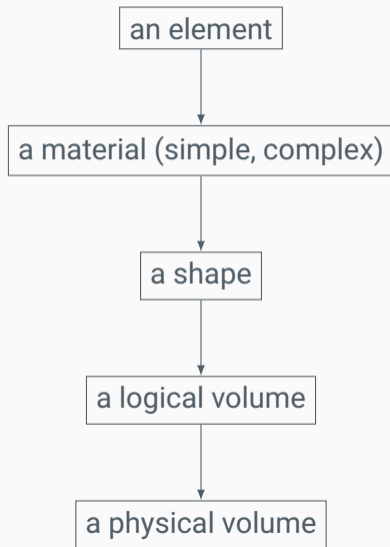 an element
a material (simple, complex)
a shape
a logical volume
a physical volume